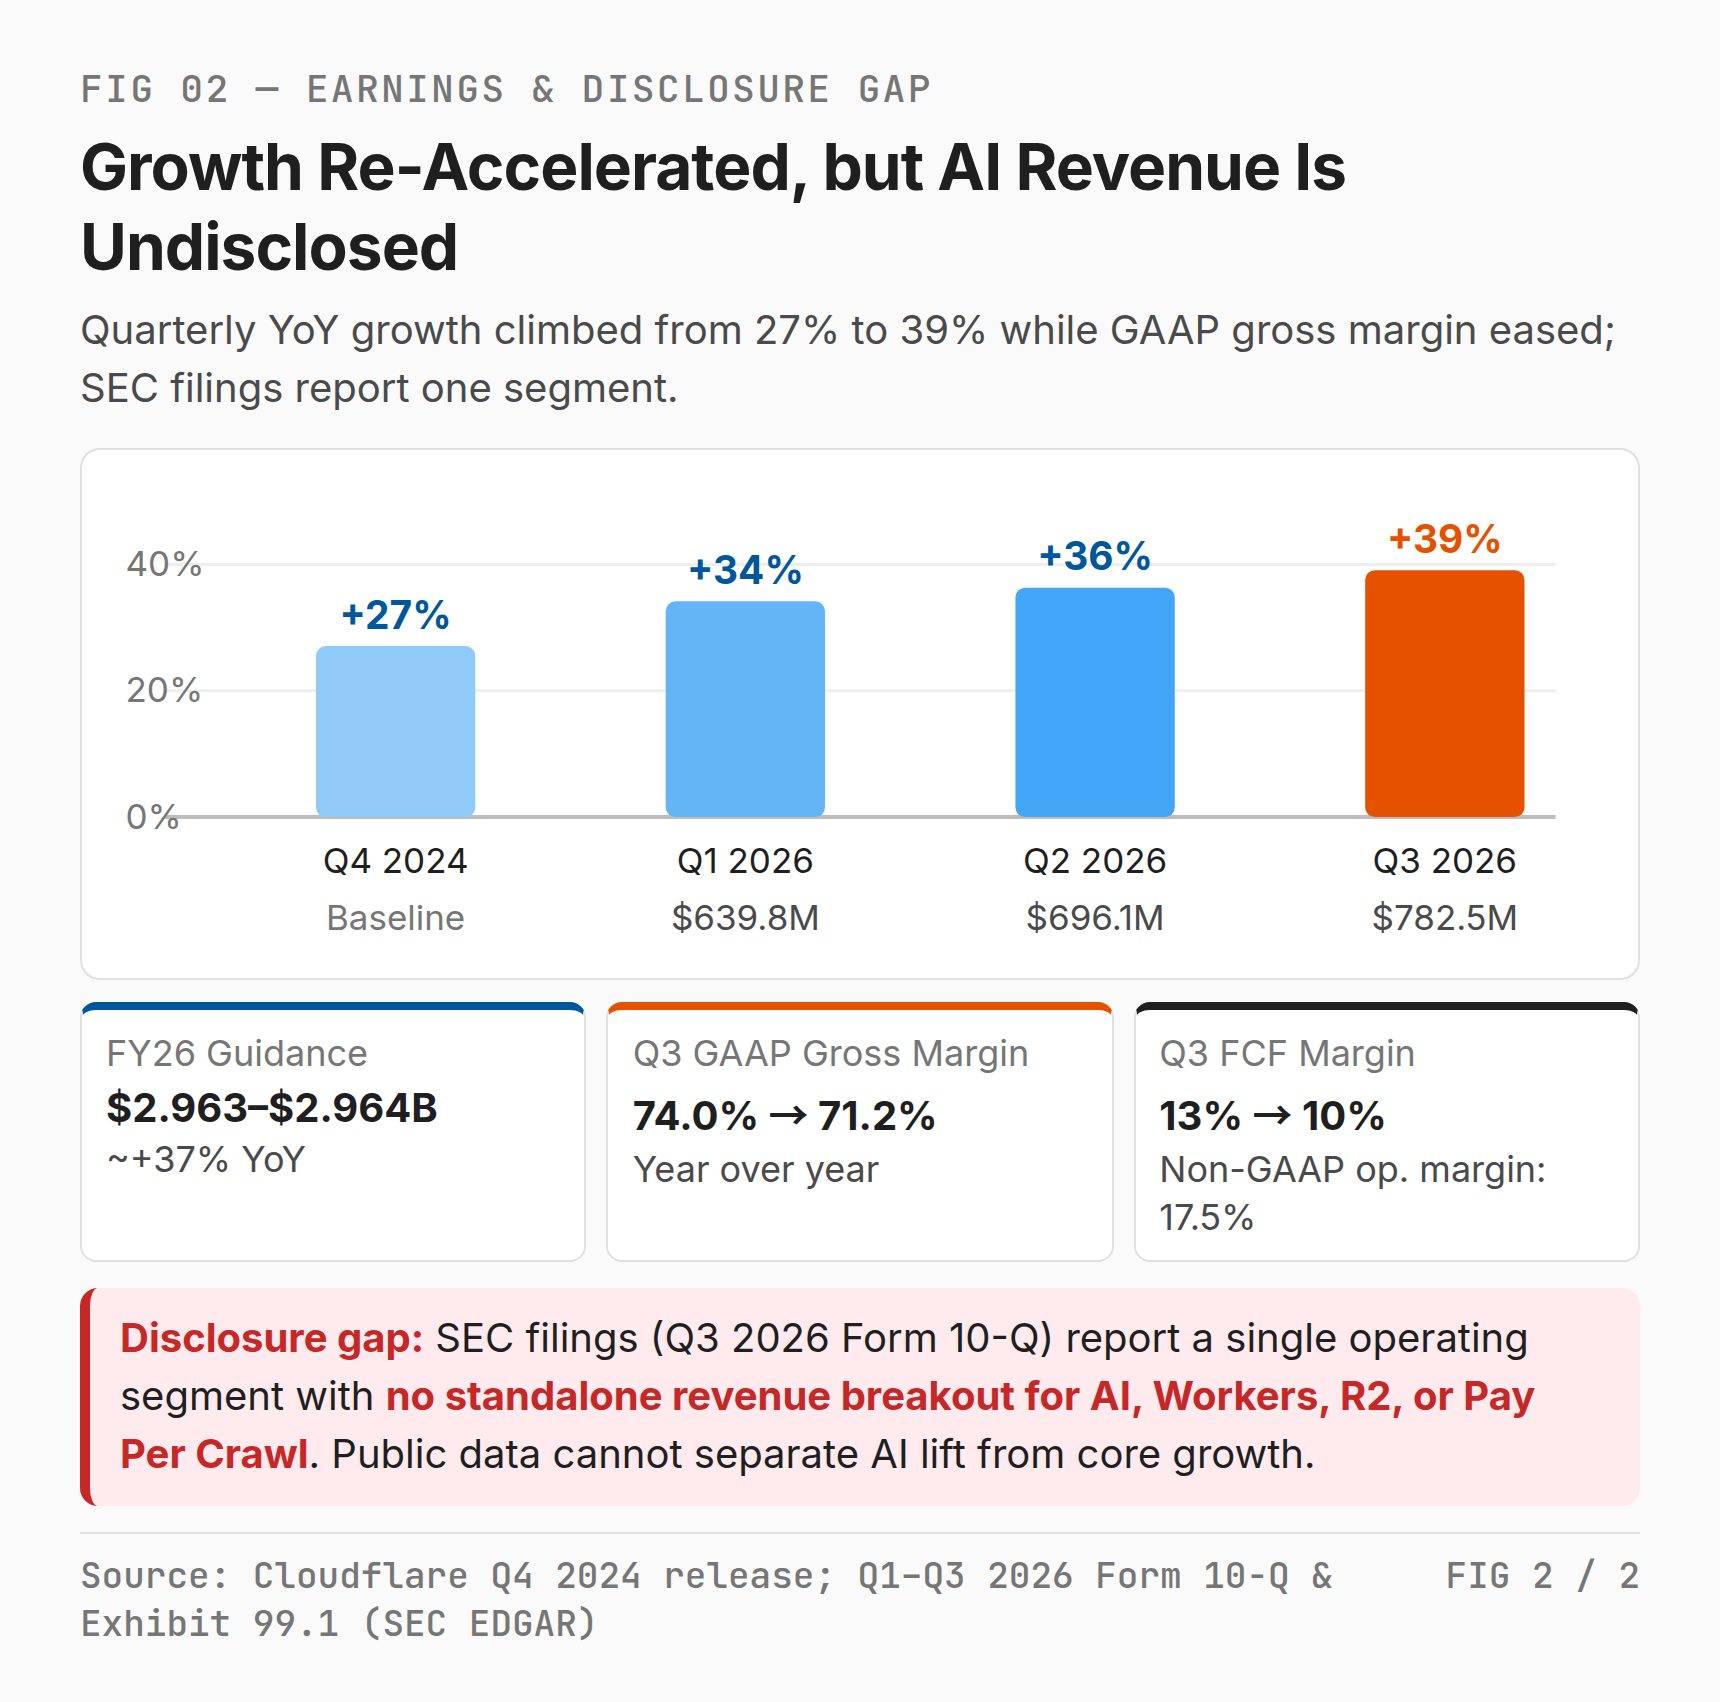 FIG 02 — EARNINGS & DISCLOSURE GAP
Growth Re-Accelerated, but AI Revenue Is
Undisclosed
Quarterly YoY growth climbed from 27% to 39% while GAAP gross margin eased;
SEC filings report one segment.
40%
20%
0%
+27%
+34%
+36%
+39%
Q4 2024
Q1 2026
Q2 2026
Q3 2026
Baseline
$639.8M
$696.1M
$782.5M
FY26 Guidance
$2.963–$2.964B
~+37% YoY
Q3 GAAP Gross Margin
74.0% → 71.2%
Year over year
Q3 FCF Margin
13% → 10%
Non-GAAP op. margin:
17.5%
Disclosure gap: SEC filings (Q3 2026 Form 10-Q) report a single operating
segment with no standalone revenue breakout for AI, Workers, R2, or Pay
Per Crawl. Public data cannot separate AI lift from core growth.
Source: Cloudflare Q4 2024 release; Q1–Q3 2026 Form 10-Q &
Exhibit 99.1 (SEC EDGAR)
FIG 2 / 2